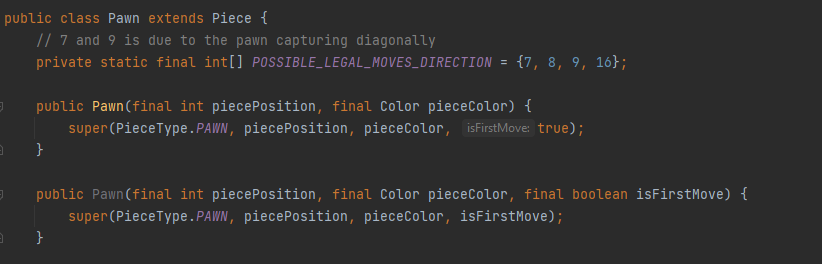 public class Pawn extends Piece {
// 7 and 9 is due to the pawn capturing diagonally
private static final int[] POSSIBLE_LEGAL_MOVES_DIRECTION = {7, 8, 9, 16};
public Pawn(final int piecePosition, final Color pieceColor) {
super(PieceType.PAWN, piecePosition, pieceColor, isFirstMove: true);
}
public Pawn(final int piecePosition, final Color pieceColor, final boolean isFirstMove) {
super(PieceType.PAWN, piecePosition, pieceColor, isFirstMove);
}